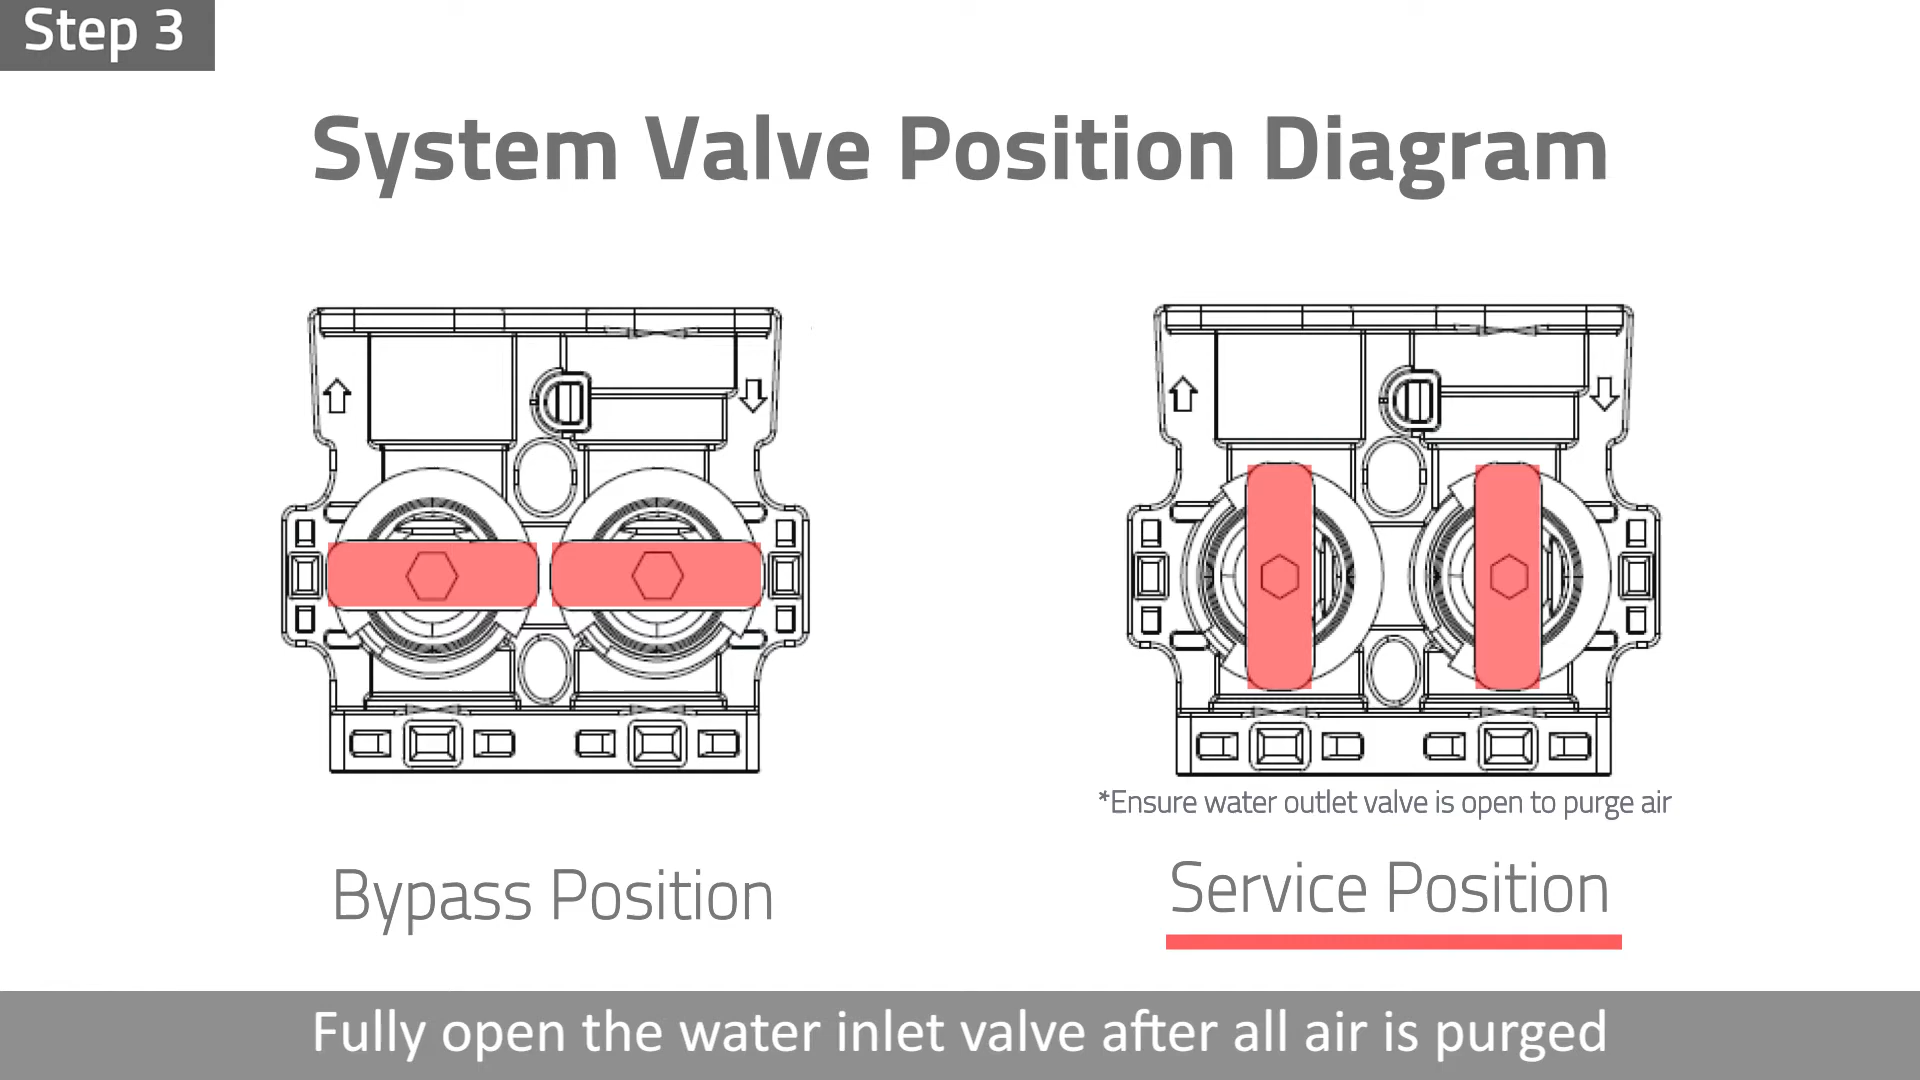 Step 3
System Valve Position Diagram
*Ensure water outlet valve is open to purge air
Bypass Position
Service Position
Fully open the water inlet valve after all air is purged